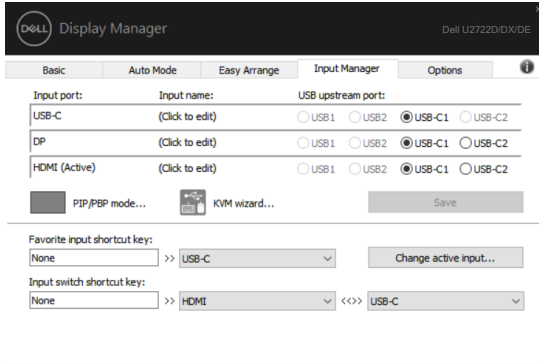 DELL Display Manager Dell U2722D/DX/DE
Basic Auto Mode Easy Arrange Input Manager Options i
Input port: Input name: USB upstream port:
USB-C (Click to edit) USB1 USB2 USB-C1 USB-C2
DP (Click to edit) USB1 USB2 USB-C1 USB-C2
HDMI (Active) (Click to edit) USB1 USB2 USB-C1 USB-C2
PIP/PBP mode... KVM wizard... Save
Favorite input shortcut key:
None >> USB-C Change active input...
Input switch shortcut key:
None >> HDMI <<>> USB-C